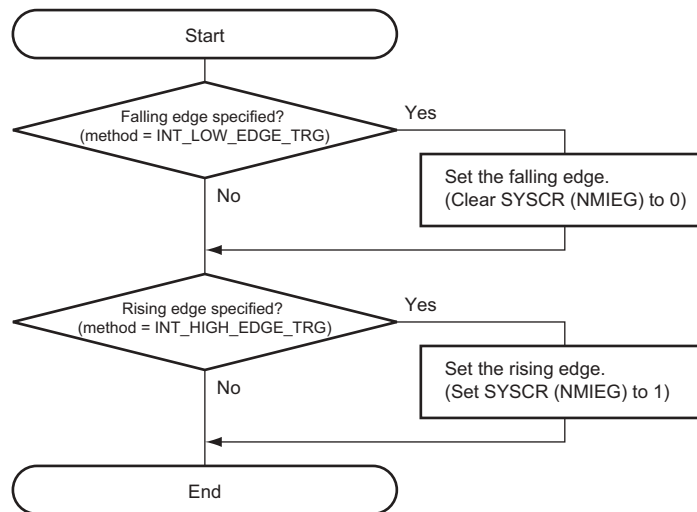 Start
Falling edge specified?
(method = INT_LOW_EDGE_TRG)
Yes
Set the falling edge.
(Clear SYSCR (NMIEG) to 0)
No
Rising edge specified?
(method = INT_HIGH_EDGE_TRG)
Yes
Set the rising edge.
(Set SYSCR (NMIEG) to 1)
No
End